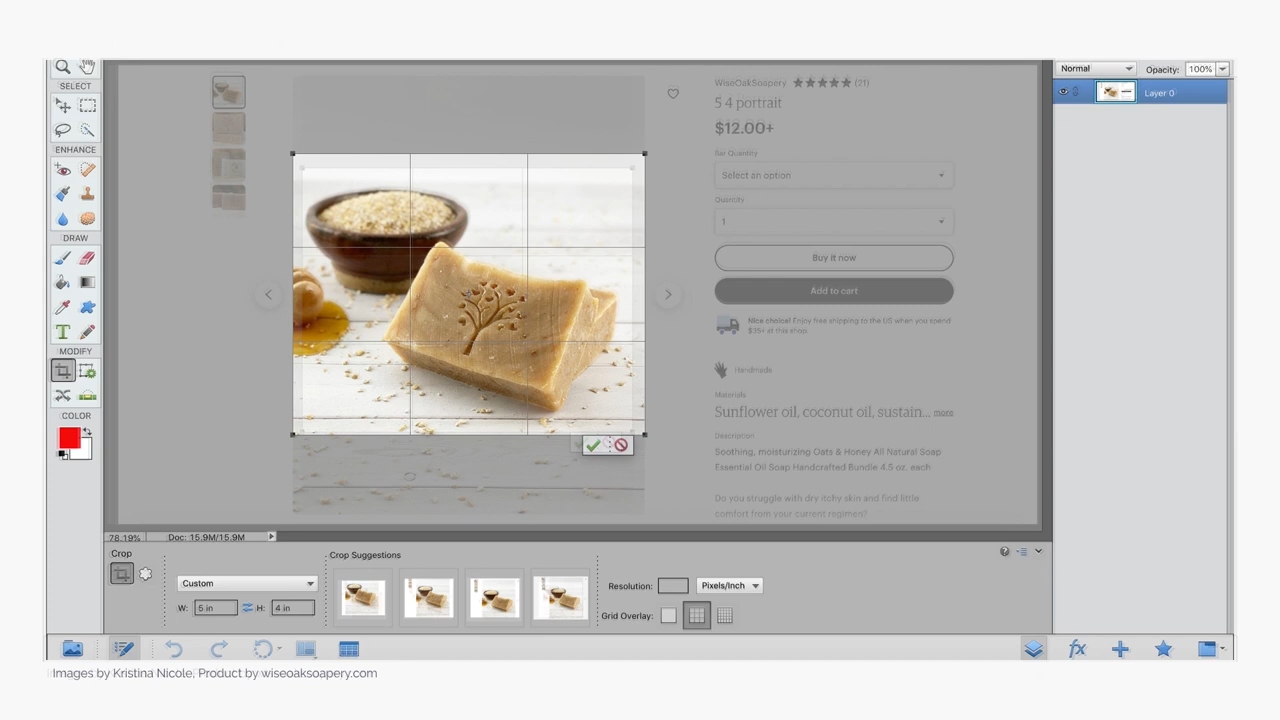 SELECT
ENHANCE
DRAW
T
MODIFY
COLOR
WiseOakSoapery ★★★★★ (21)
5 4 portrait
$12.00+
Bar Quantity
Select an option
Quantity
1
Buy it now
Add to cart
Nice choice! Enjoy free shipping to the US when you spend
$35+ at this shop.
Handmade
Materials
Sunflower oil, coconut oil, sustain... more
Description
Soothing, moisturizing Oats & Honey All Natural Soap
Essential Oil Soap Handcrafted Bundle 4.5 oz. each
Do you struggle with dry itchy skin and find little
comfort from your current regimen?
Normal Opacity: 100%
Layer 0
78.19% Doc: 15.9M/15.9M
Crop
Custom
W: 5 in H: 4 in
Crop Suggestions
Resolution: Pixels/Inch
Grid Overlay:
fx
Images by Kristina Nicole, Product by wiseoaksoapery.com